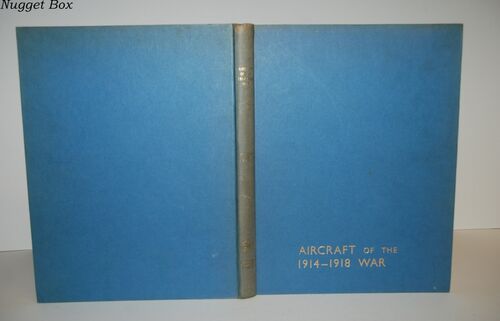 Nugget Box
AIRCRAFT OF THE
1914–1918 WAR